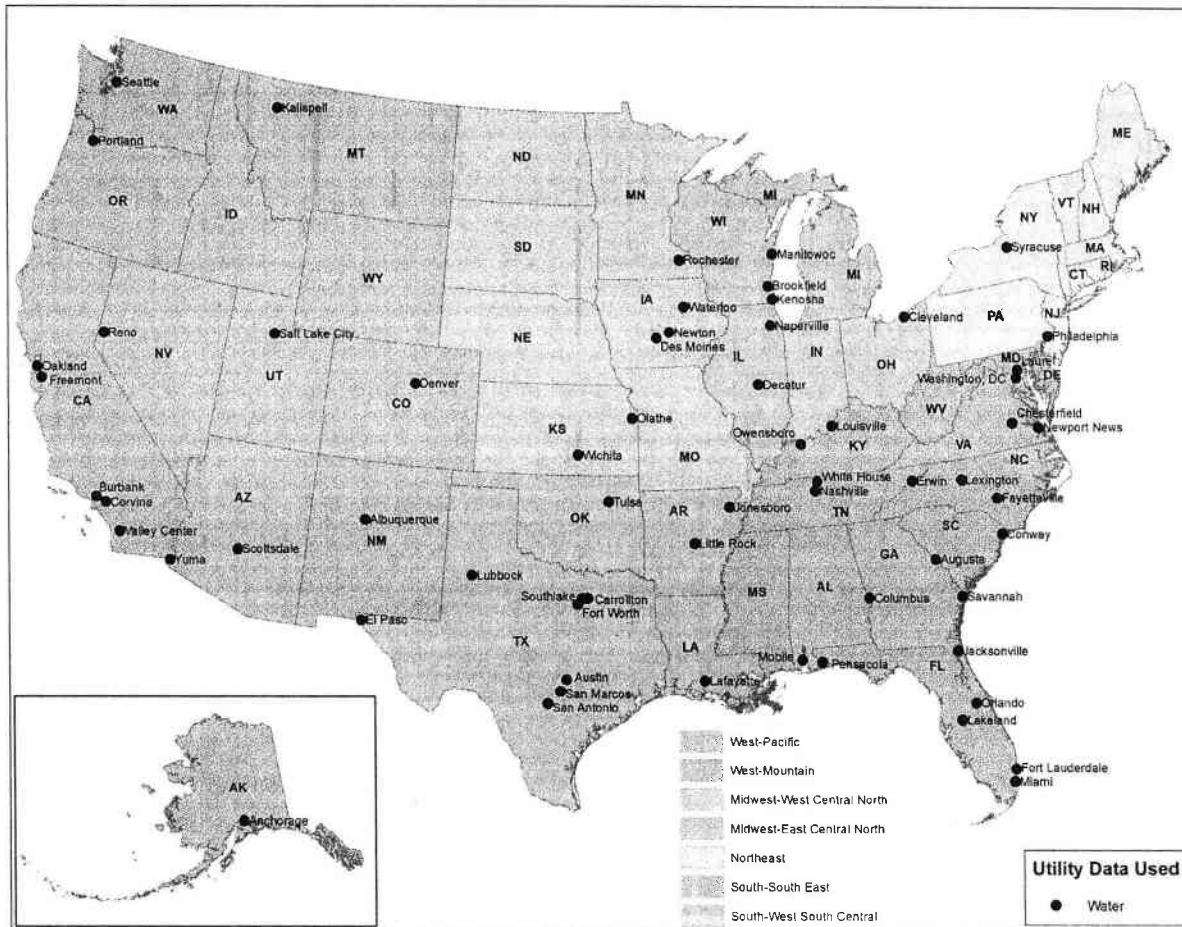 Seattle
WA
Kalispell
Portland
MT
ND
ME
OR
ID
MN
MI
VT
NH
NY
WI
SD
Syracuse
MA
Rochester
Manitowoc
MI
CT
RI
WY
Brookfield
IA
Kenosha
Waterloo
Cleveland
PA
NJ
Reno
Salt Lake City
NE
Newton
Naperville
Philadelphia
Des Moines
NV
IL
IN
OH
MD
Laurel
Oakland
UT
Washington, DC
DE
Freemont
Denver
Decatur
CA
CO
WV
Chesterfield
Olathe
Louisville
Newport News
KS
Owensboro
KY
VA
Wichita
MO
NC
White House
Erwin
Lexington
Burbank
AZ
Nashville
Corvina
Tulsa
Jonesboro
Fayetteville
OK
AR
TN
Albuquerque
SC
Valley Center
NM
Little Rock
Conway
Scottsdale
GA
Yuma
Augusta
Lubbock
MS
AL
Southlake
Carrollton
Columbus
Savannah
Fort Worth
El Paso
TX
LA
Jacksonville
Mobile
Pensacola
FL
Austin
Lafayette
San Marcos
Orlando
San Antonio
Lakeland
West-Pacific
West-Mountain
Fort Lauderdale
Miami
AK
Midwest-West Central North
Anchorage
Midwest-East Central North
Northeast
Utility Data Used
South-South East
Water
South-West South Central